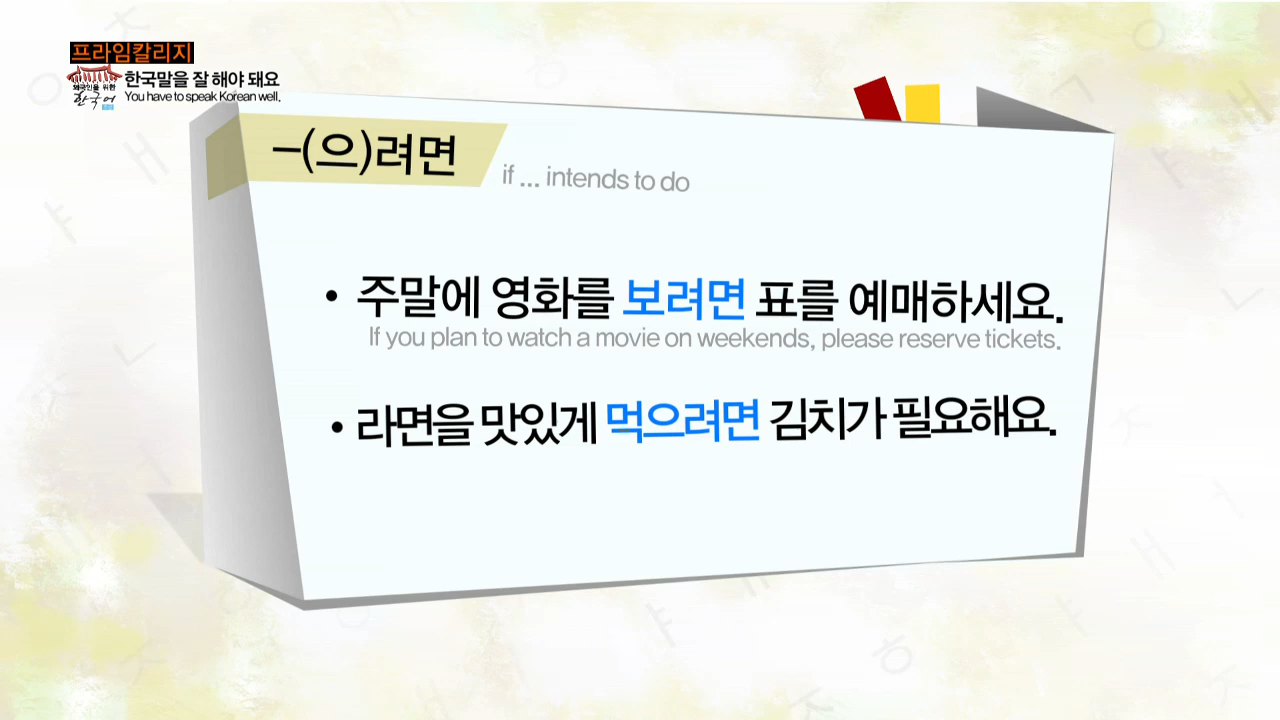 프라임칼리지
외국인을 위한
한국어
한국말을 잘 해야 돼요
You have to speak Korean well.
-(으)려면
if ... intends to do
• 주말에 영화를 보려면 표를 예매하세요.
If you plan to watch a movie on weekends, please reserve tickets.
• 라면을 맛있게 먹으려면 김치가 필요해요.